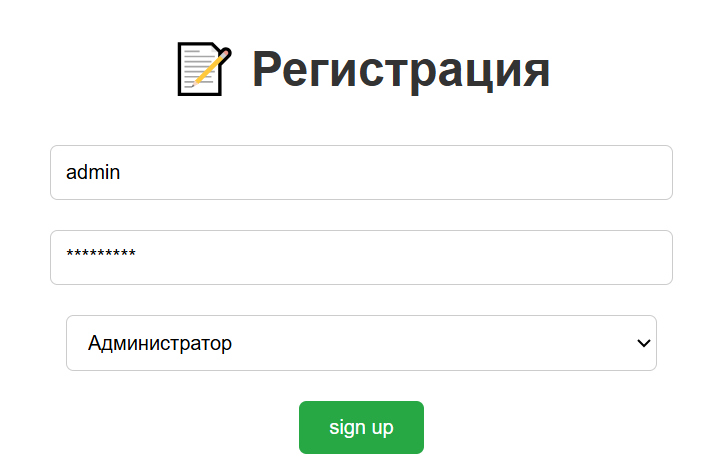 Регистрация
admin
*********
Администратор
sign up